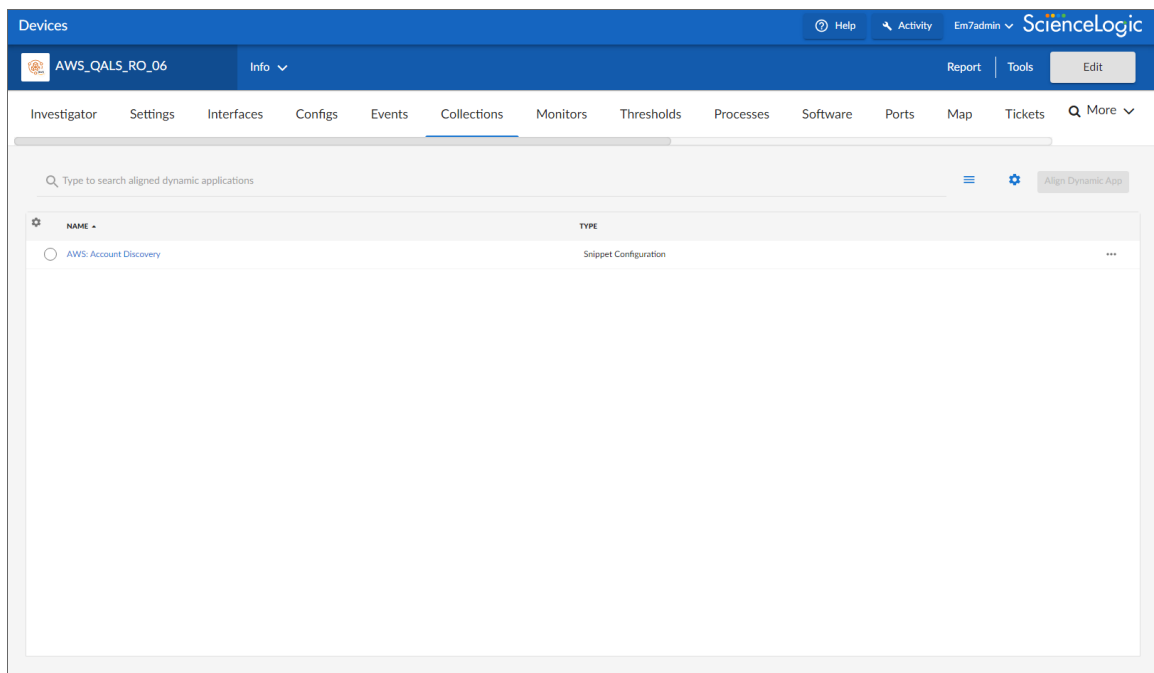 Devices
Help
Activity
Em7admin
ScienceLogic
AWS_QALS_RO_06
Info
Report
Tools
Edit
Investigator Settings Interfaces Configs Events Collections Monitors Thresholds Processes Software Ports Map Tickets More
Type to search aligned dynamic applications
Align Dynamic App
NAME TYPE
AWS: Account Discovery Snippet Configuration